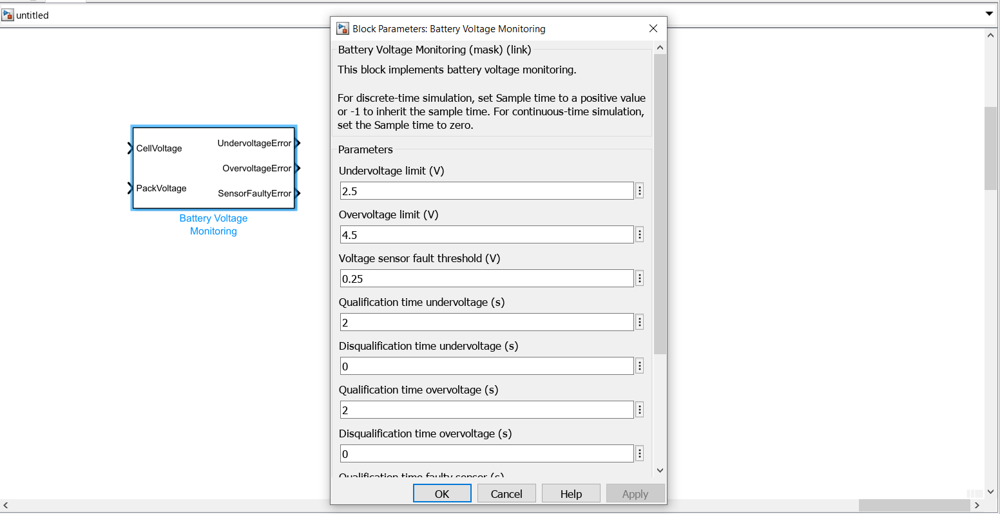 untitled
CellVoltage
PackVoltage
UndervoltageError
OvervoltageError
SensorFaultyError
Battery Voltage
Monitoring
Block Parameters: Battery Voltage Monitoring
Battery Voltage Monitoring (mask) (link)
This block implements battery voltage monitoring.
For discrete-time simulation, set Sample time to a positive value
or -1 to inherit the sample time. For continuous-time simulation,
set the Sample time to zero.
Parameters
Undervoltage limit (V)
2.5
Overvoltage limit (V)
4.5
Voltage sensor fault threshold (V)
0.25
Qualification time undervoltage (s)
2
Disqualification time undervoltage (s)
0
Qualification time overvoltage (s)
2
Disqualification time overvoltage (s)
0
Qualification time faulty sensor (s)
OK
Cancel
Help
Apply